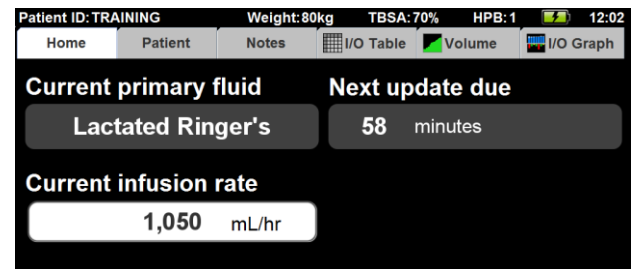 Patient ID: TRAINING Weight: 80kg TBSA: 70% HPB: 1 12:02
Home Patient Notes I/O Table Volume I/O Graph
Current primary fluid Next update due
Lactated Ringer's 58 minutes
Current infusion rate
1,050 mL/hr